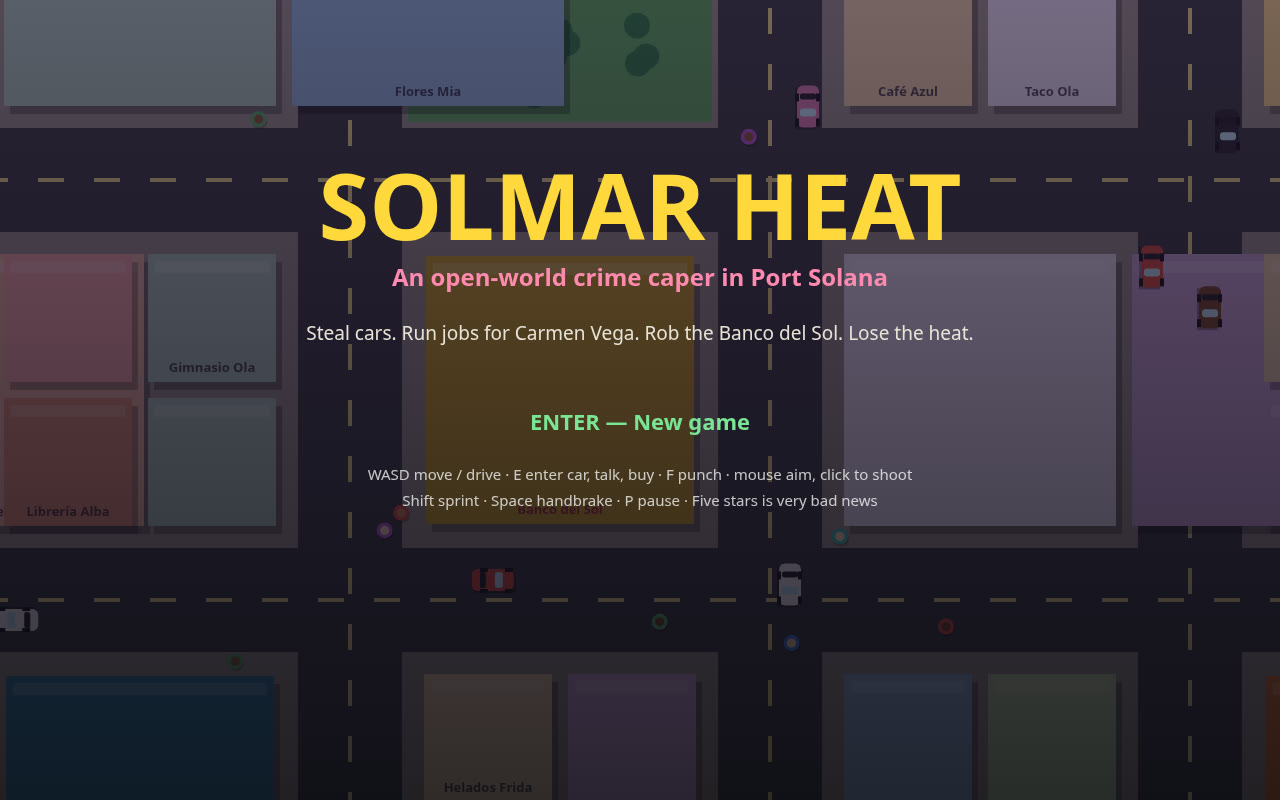 Flores Mia
Café Azul
Taco Ola
SOLMAR HEAT
An open-world crime caper in Port Solana
Steal cars. Run jobs for Carmen Vega. Rob the Banco del Sol. Lose the heat.
Gimnasio Ola
ENTER — New game
WASD move / drive · E enter car, talk, buy · F punch · mouse aim, click to shoot
Shift sprint · Space handbrake · P pause · Five stars is very bad news
Librería Alba
Banco del Sol
Helados Frida